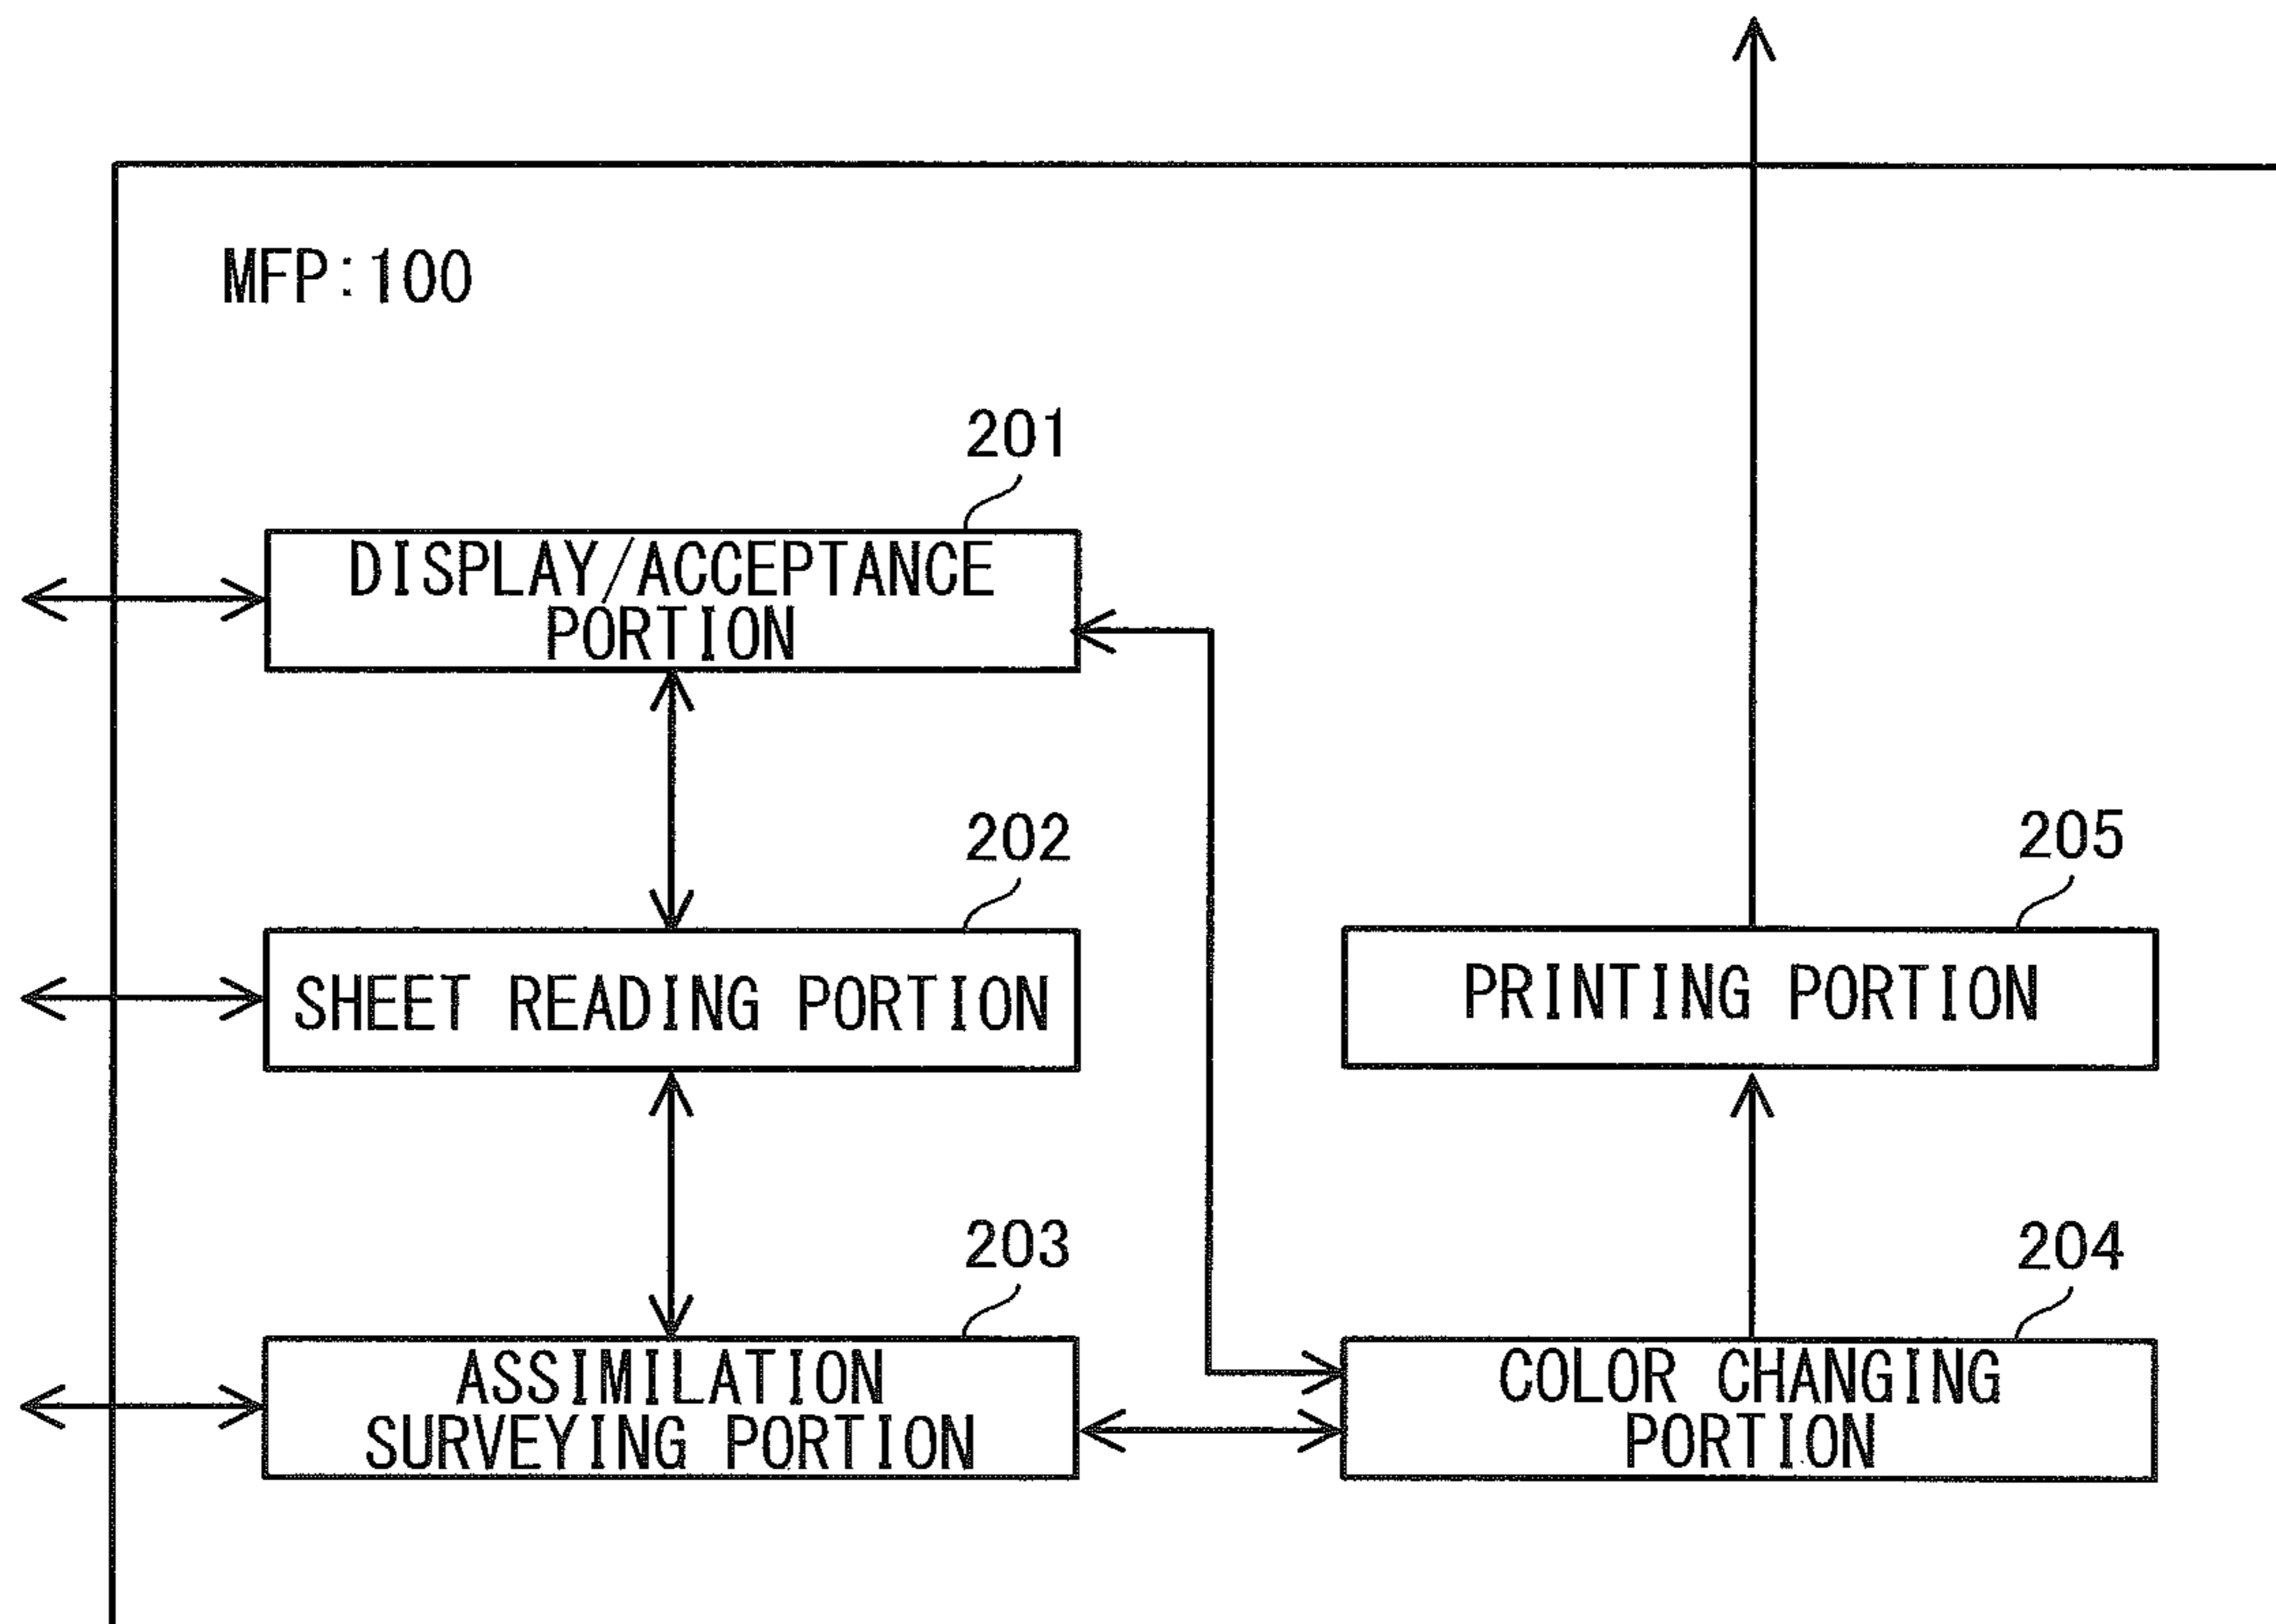 MFP:100
201
DISPLAY/ACCEPTANCE
PORTION
202
SHEET READING PORTION
205
PRINTING PORTION
203
ASSIMILATION
SURVEYING PORTION
204
COLOR CHANGING
PORTION